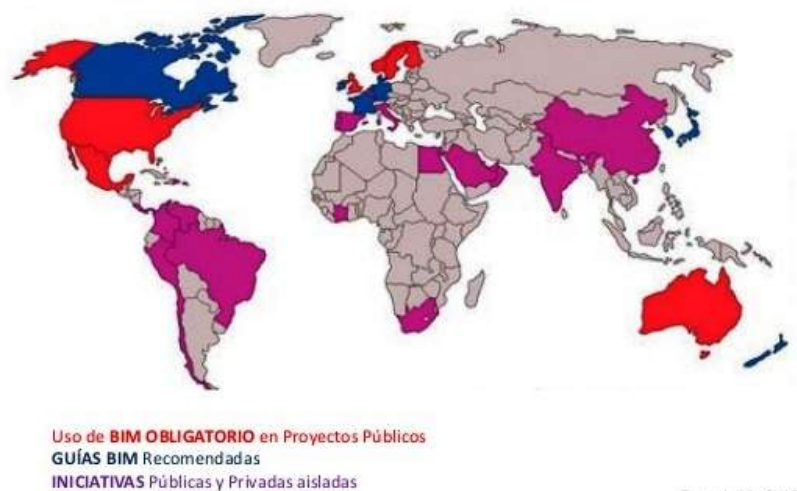 Uso de BIM OBLIGATORIO en Proyectos Públicos
GUÍAS BIM Recomendadas
INICIATIVAS Públicas y Privadas aisladas